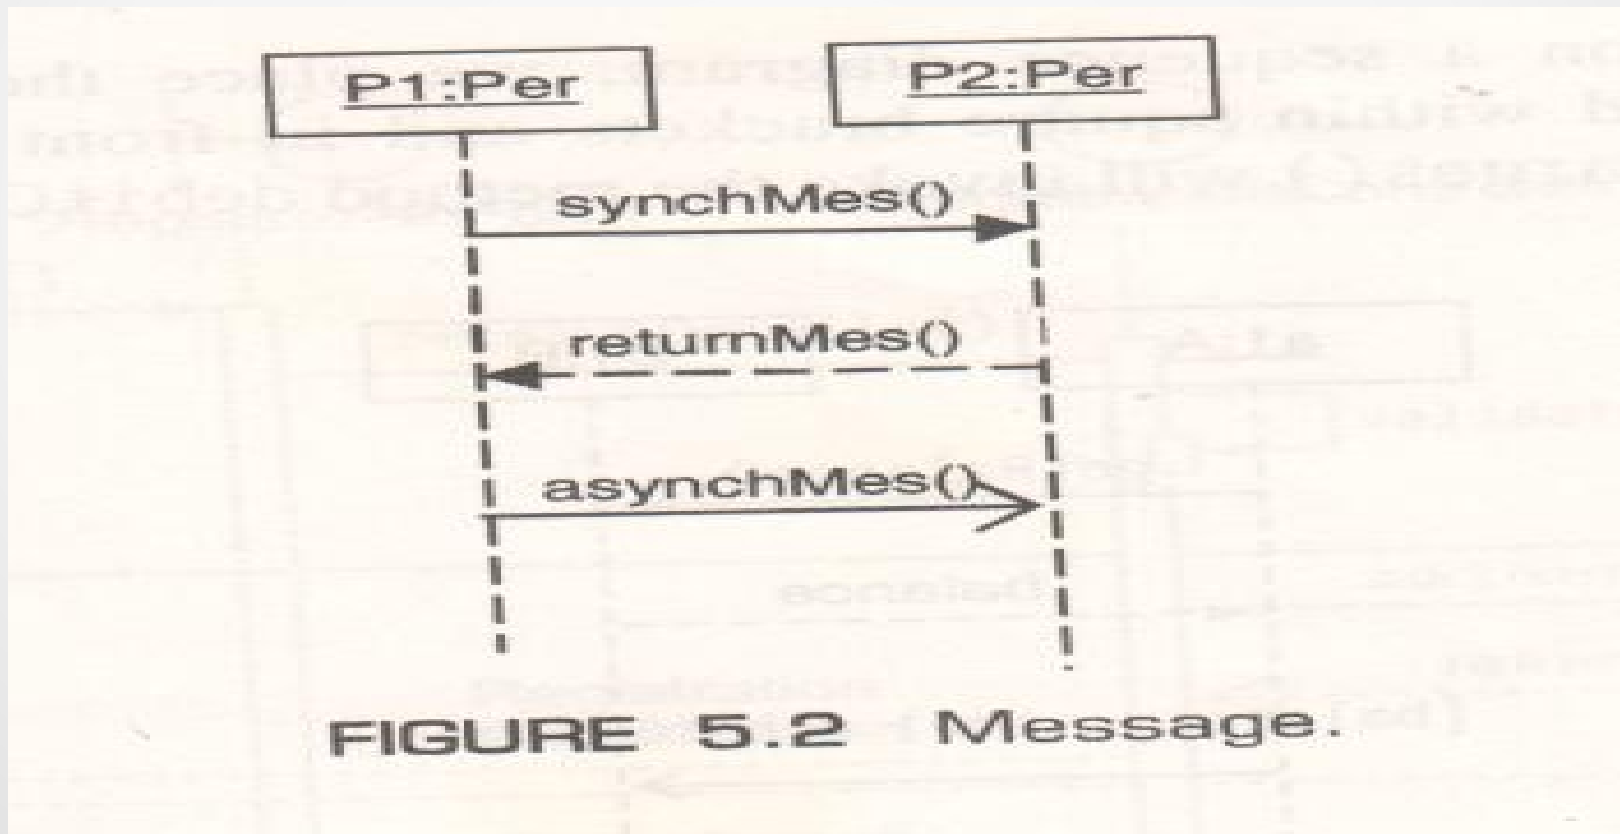 P1:Per
P2:Per
synchMes()
returnMes()
asynchMes()
FIGURE 5.2 Message.